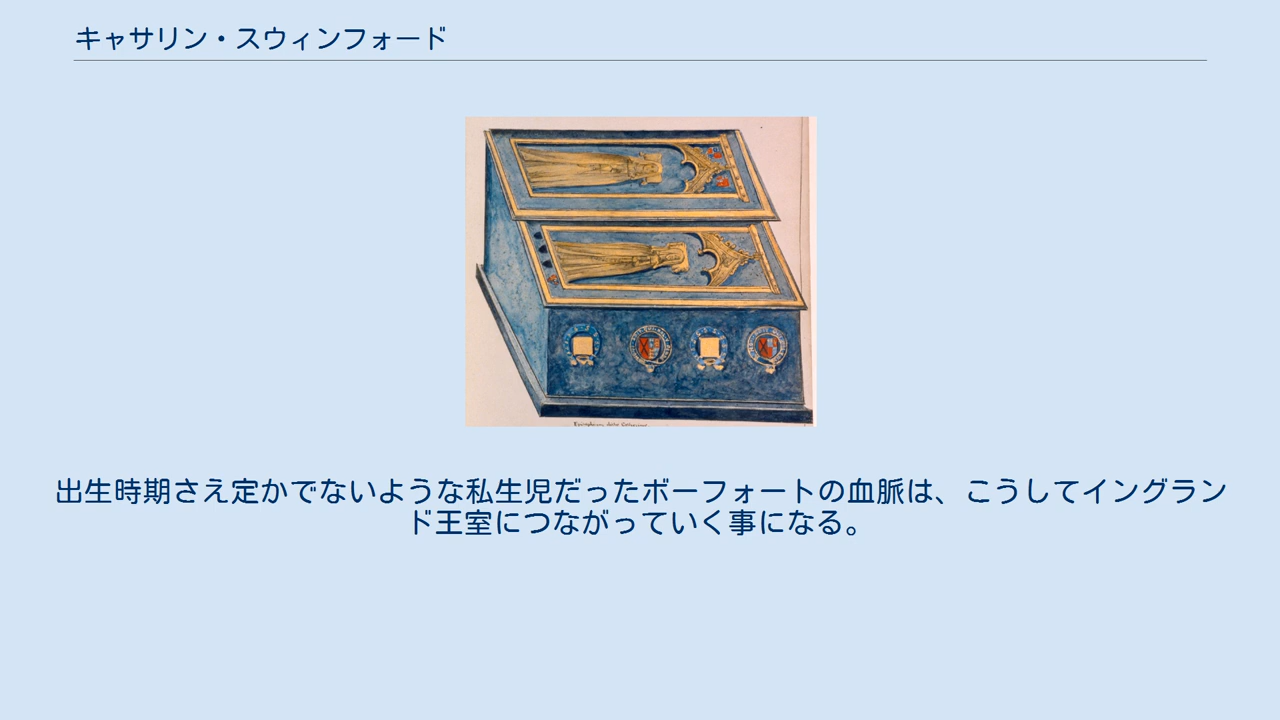 キャサリン・スウィンフォード
出生時期さえ定かでないような私生児だったボーフォートの血脈は、こうしてイングラン
ド王室につながっていく事になる。